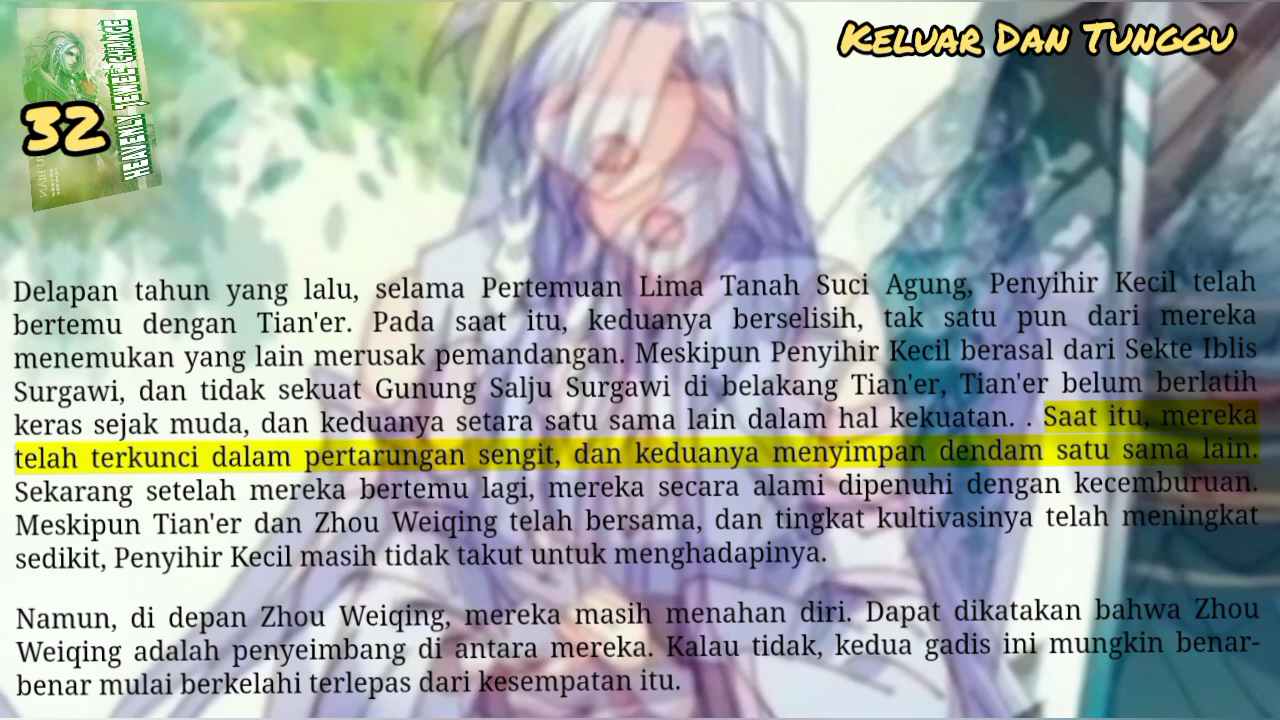 Keluar Dan Tunggu
32
HEAVENLY JEWEL CHANGE
Delapan tahun yang lalu, selama Pertemuan Lima Tanah Suci Agung, Penyihir Kecil telah
bertemu dengan Tian'er. Pada saat itu, keduanya berselisih, tak satu pun dari mereka
menemukan yang lain merusak pemandangan. Meskipun Penyihir Kecil berasal dari Sekte Iblis
Surgawi, dan tidak sekuat Gunung Salju Surgawi di belakang Tian'er, Tian'er belum berlatih
keras sejak muda, dan keduanya setara satu sama lain dalam hal kekuatan. . Saat itu, mereka
telah terkunci dalam pertarungan sengit, dan keduanya menyimpan dendam satu sama lain.
Sekarang setelah mereka bertemu lagi, mereka secara alami dipenuhi dengan kecemburuan.
Meskipun Tian'er dan Zhou Weiqing telah bersama, dan tingkat kultivasinya telah meningkat
sedikit, Penyihir Kecil masih tidak takut untuk menghadapinya.
Namun, di depan Zhou Weiqing, mereka masih menahan diri. Dapat dikatakan bahwa Zhou
Weiqing adalah penyeimbang di antara mereka. Kalau tidak, kedua gadis ini mungkin benar-
benar mulai berkelahi terlepas dari kesempatan itu.